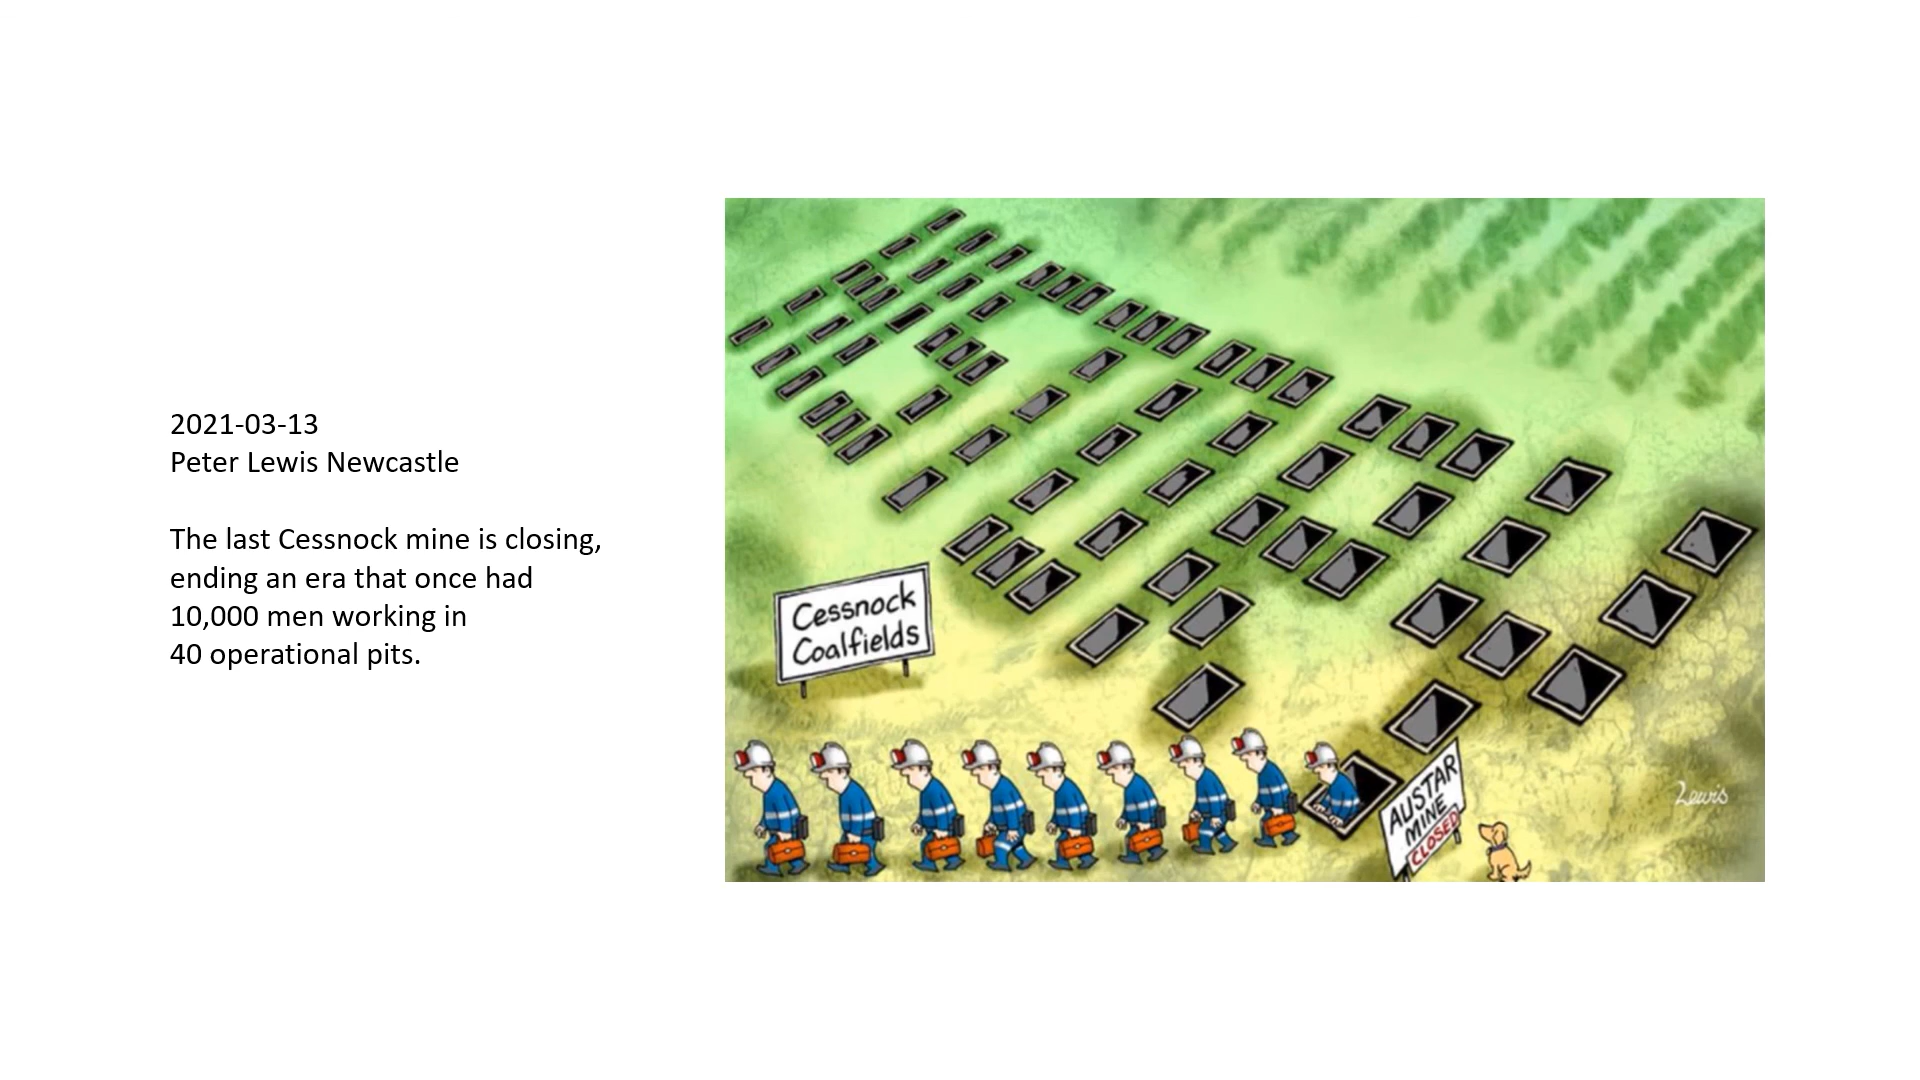 2021-03-13
Peter Lewis Newcastle
The last Cessnock mine is closing,
ending an era that once had
10,000 men working in
40 operational pits.
HISTORY
Cessnock
Coalfields
AUSTAR
MINE
CLOSED
Lewis